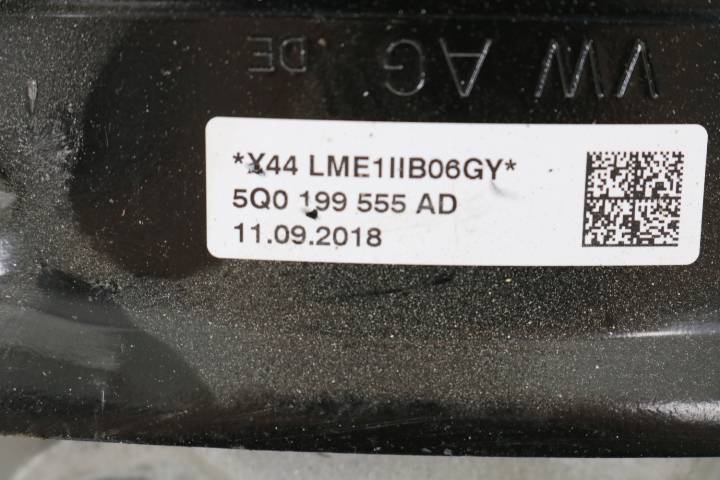 VW AG DE
*X44 LME1IIB06GY*
5Q0 199 555 AD
11.09.2018